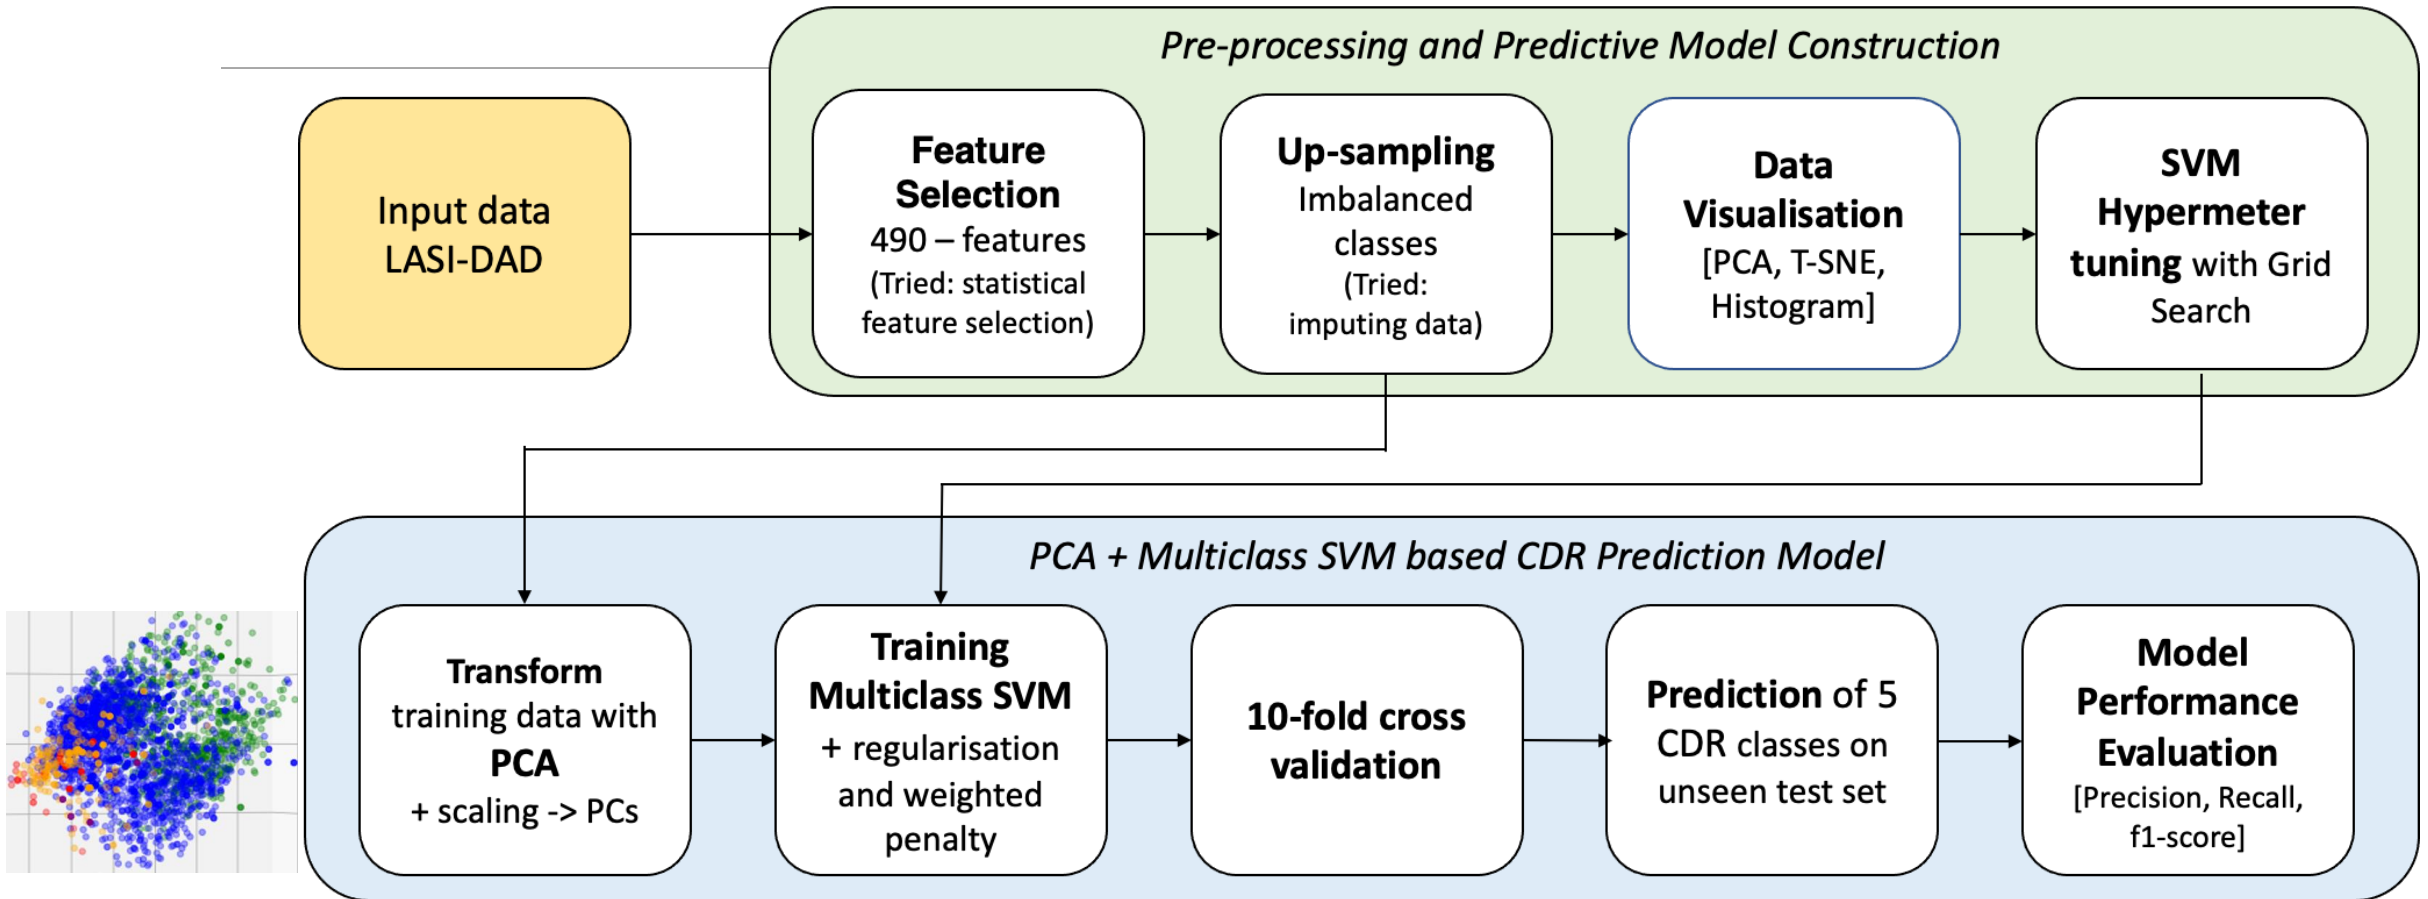 Pre-processing and Predictive Model Construction
Input data
LASI-DAD
Feature
Selection
490 – features
(Tried: statistical
feature selection)
Up-sampling
Imbalanced
classes
(Tried:
imputing data)
Data
Visualisation
[PCA, T-SNE,
Histogram]
SVM
Hypermeter
tuning with Grid
Search
PCA + Multiclass SVM based CDR Prediction Model
Transform
training data with
PCA
+ scaling -> PCs
Training
Multiclass SVM
+ regularisation
and weighted
penalty
10-fold cross
validation
Prediction of 5
CDR classes on
unseen test set
Model
Performance
Evaluation
[Precision, Recall,
f1-score]